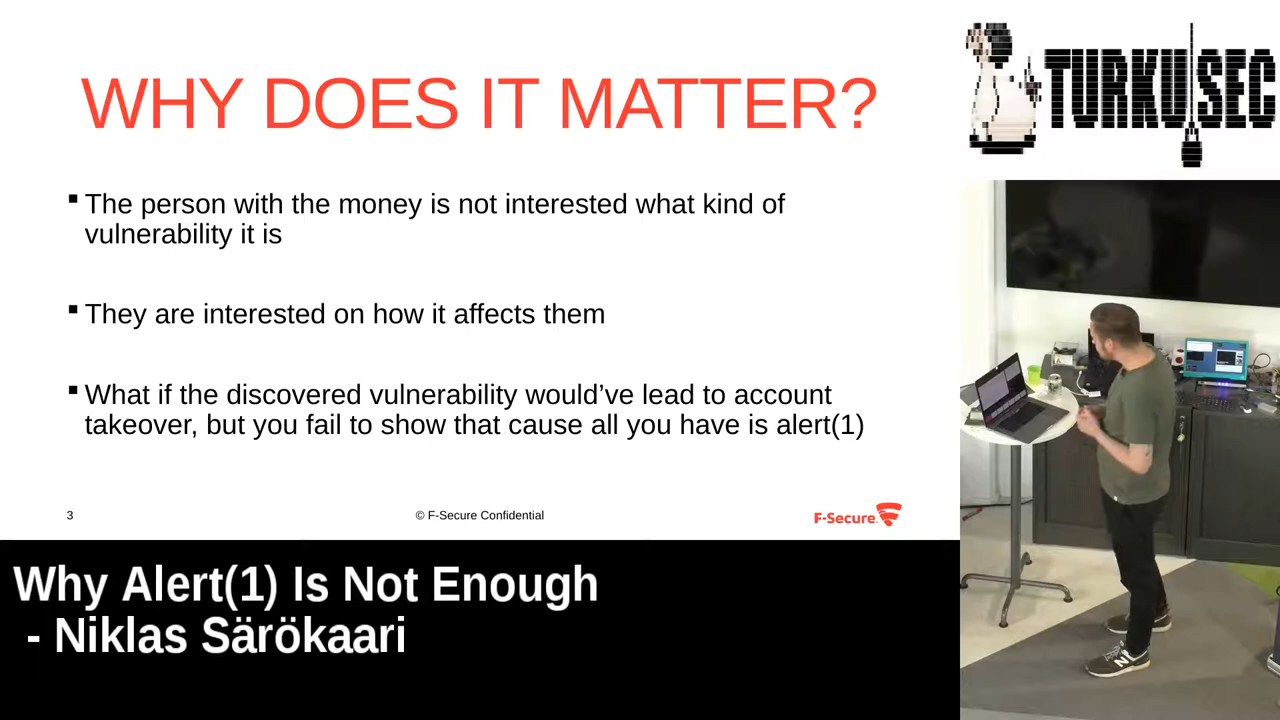 WHY DOES IT MATTER?
▪ The person with the money is not interested what kind of
vulnerability it is
▪ They are interested on how it affects them
▪ What if the discovered vulnerability would’ve lead to account
takeover, but you fail to show that cause all you have is alert(1)
3
© F-Secure Confidential
F-Secure.
TURKUSEC
Why Alert(1) Is Not Enough
- Niklas Särökaari
N